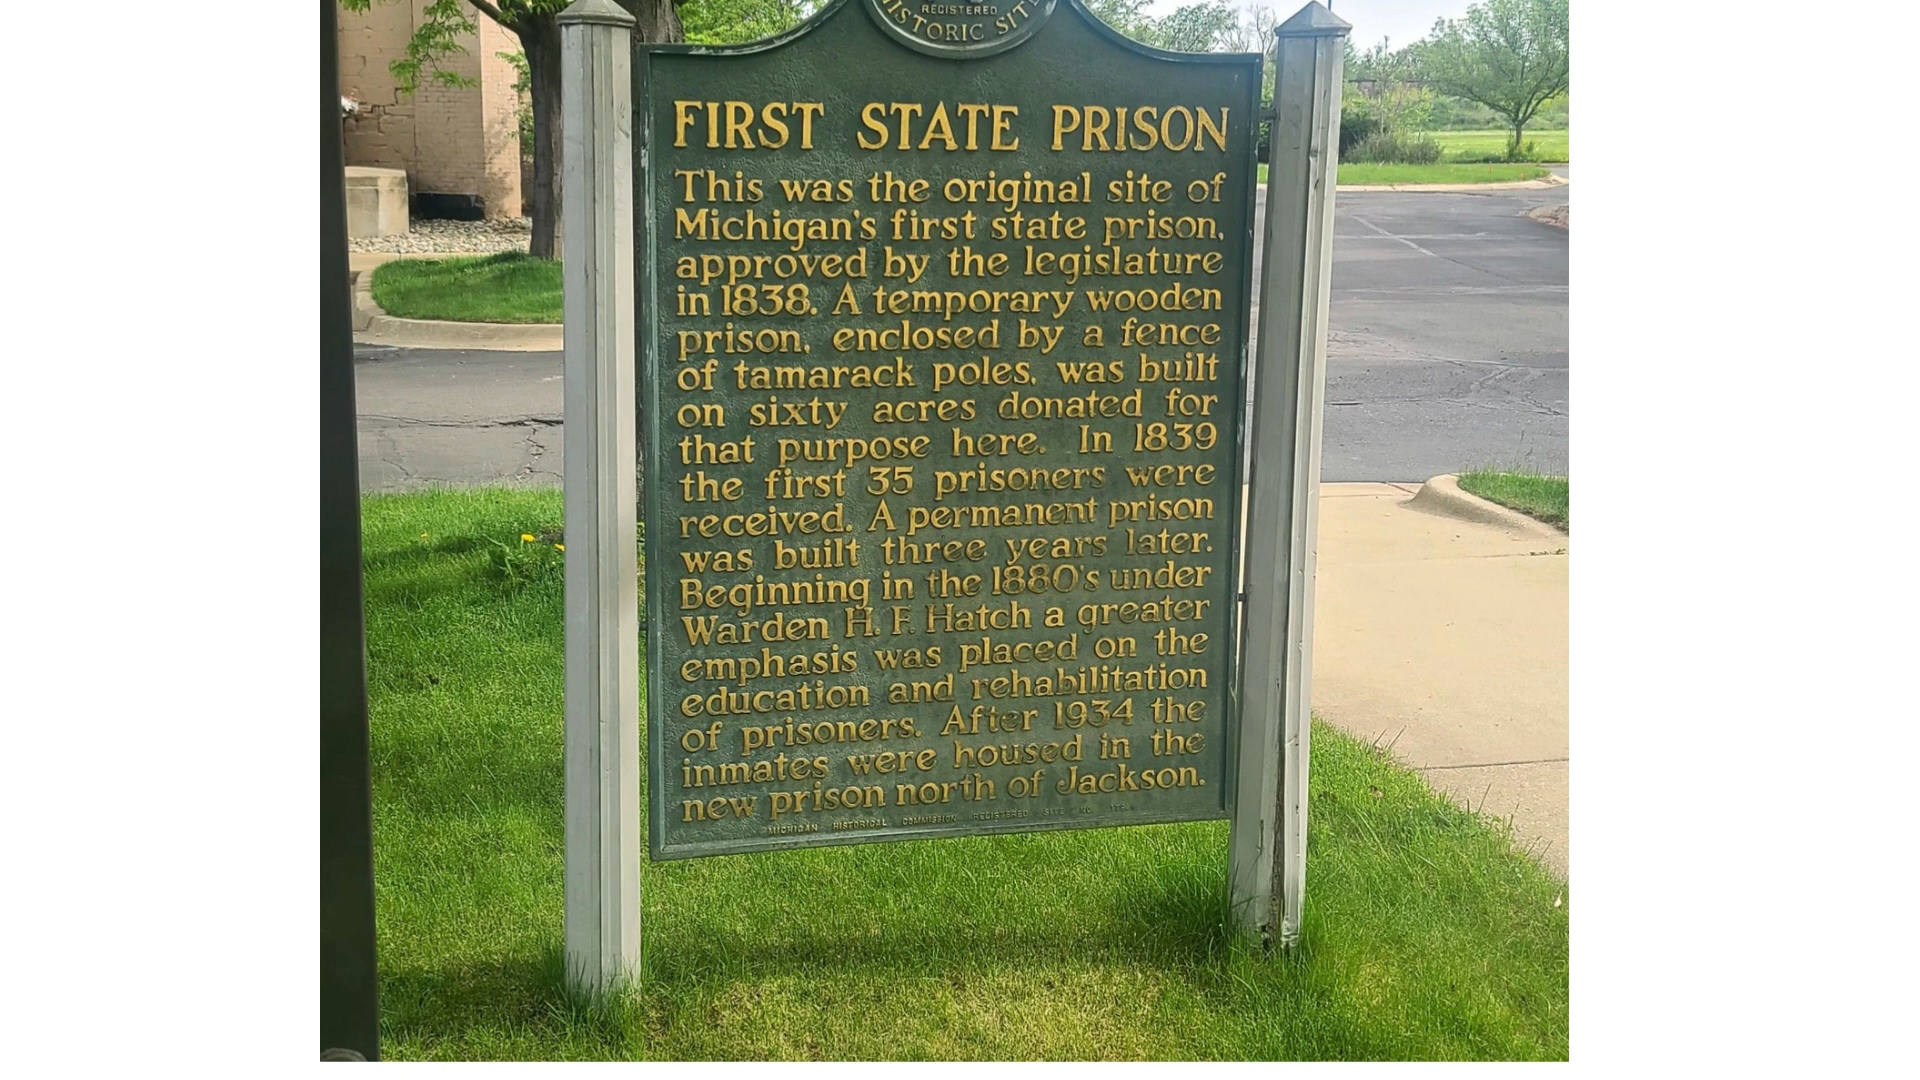 REGISTERED
HISTORIC SITE
FIRST STATE PRISON
This was the original site of
Michigan's first state prison,
approved by the legislature
in 1838. A temporary wooden
prison, enclosed by a fence
of tamarack poles, was built
on sixty acres donated for
that purpose here. In 1839
the first 35 prisoners were
received. A permanent prison
was built three years later.
Beginning in the 1880's under
Warden H. F. Hatch a greater
emphasis was placed on the
education and rehabilitation
of prisoners. After 1934 the
inmates were housed in the
new prison north of Jackson.
MICHIGAN HISTORICAL COMMISSION REGISTERED SITE NO.